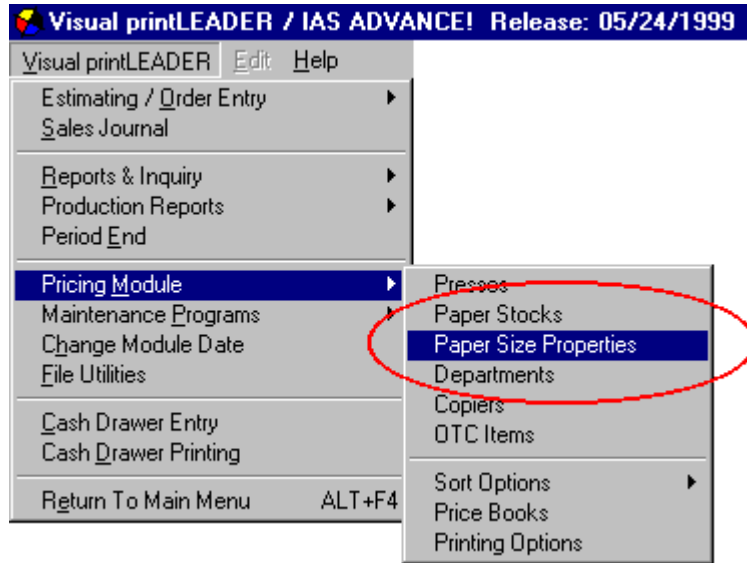 Visual printLEADER / IAS ADVANCE! Release: 05/24/1999
Visual printLEADER Edit Help
Estimating / Order Entry
Sales Journal
Reports & Inquiry
Production Reports
Period End
Pricing Module
Maintenance Programs
Change Module Date
File Utilities
Cash Drawer Entry
Cash Drawer Printing
Return To Main Menu ALT+F4
Presses
Paper Stocks
Paper Size Properties
Departments
Copiers
OTC Items
Sort Options
Price Books
Printing Options